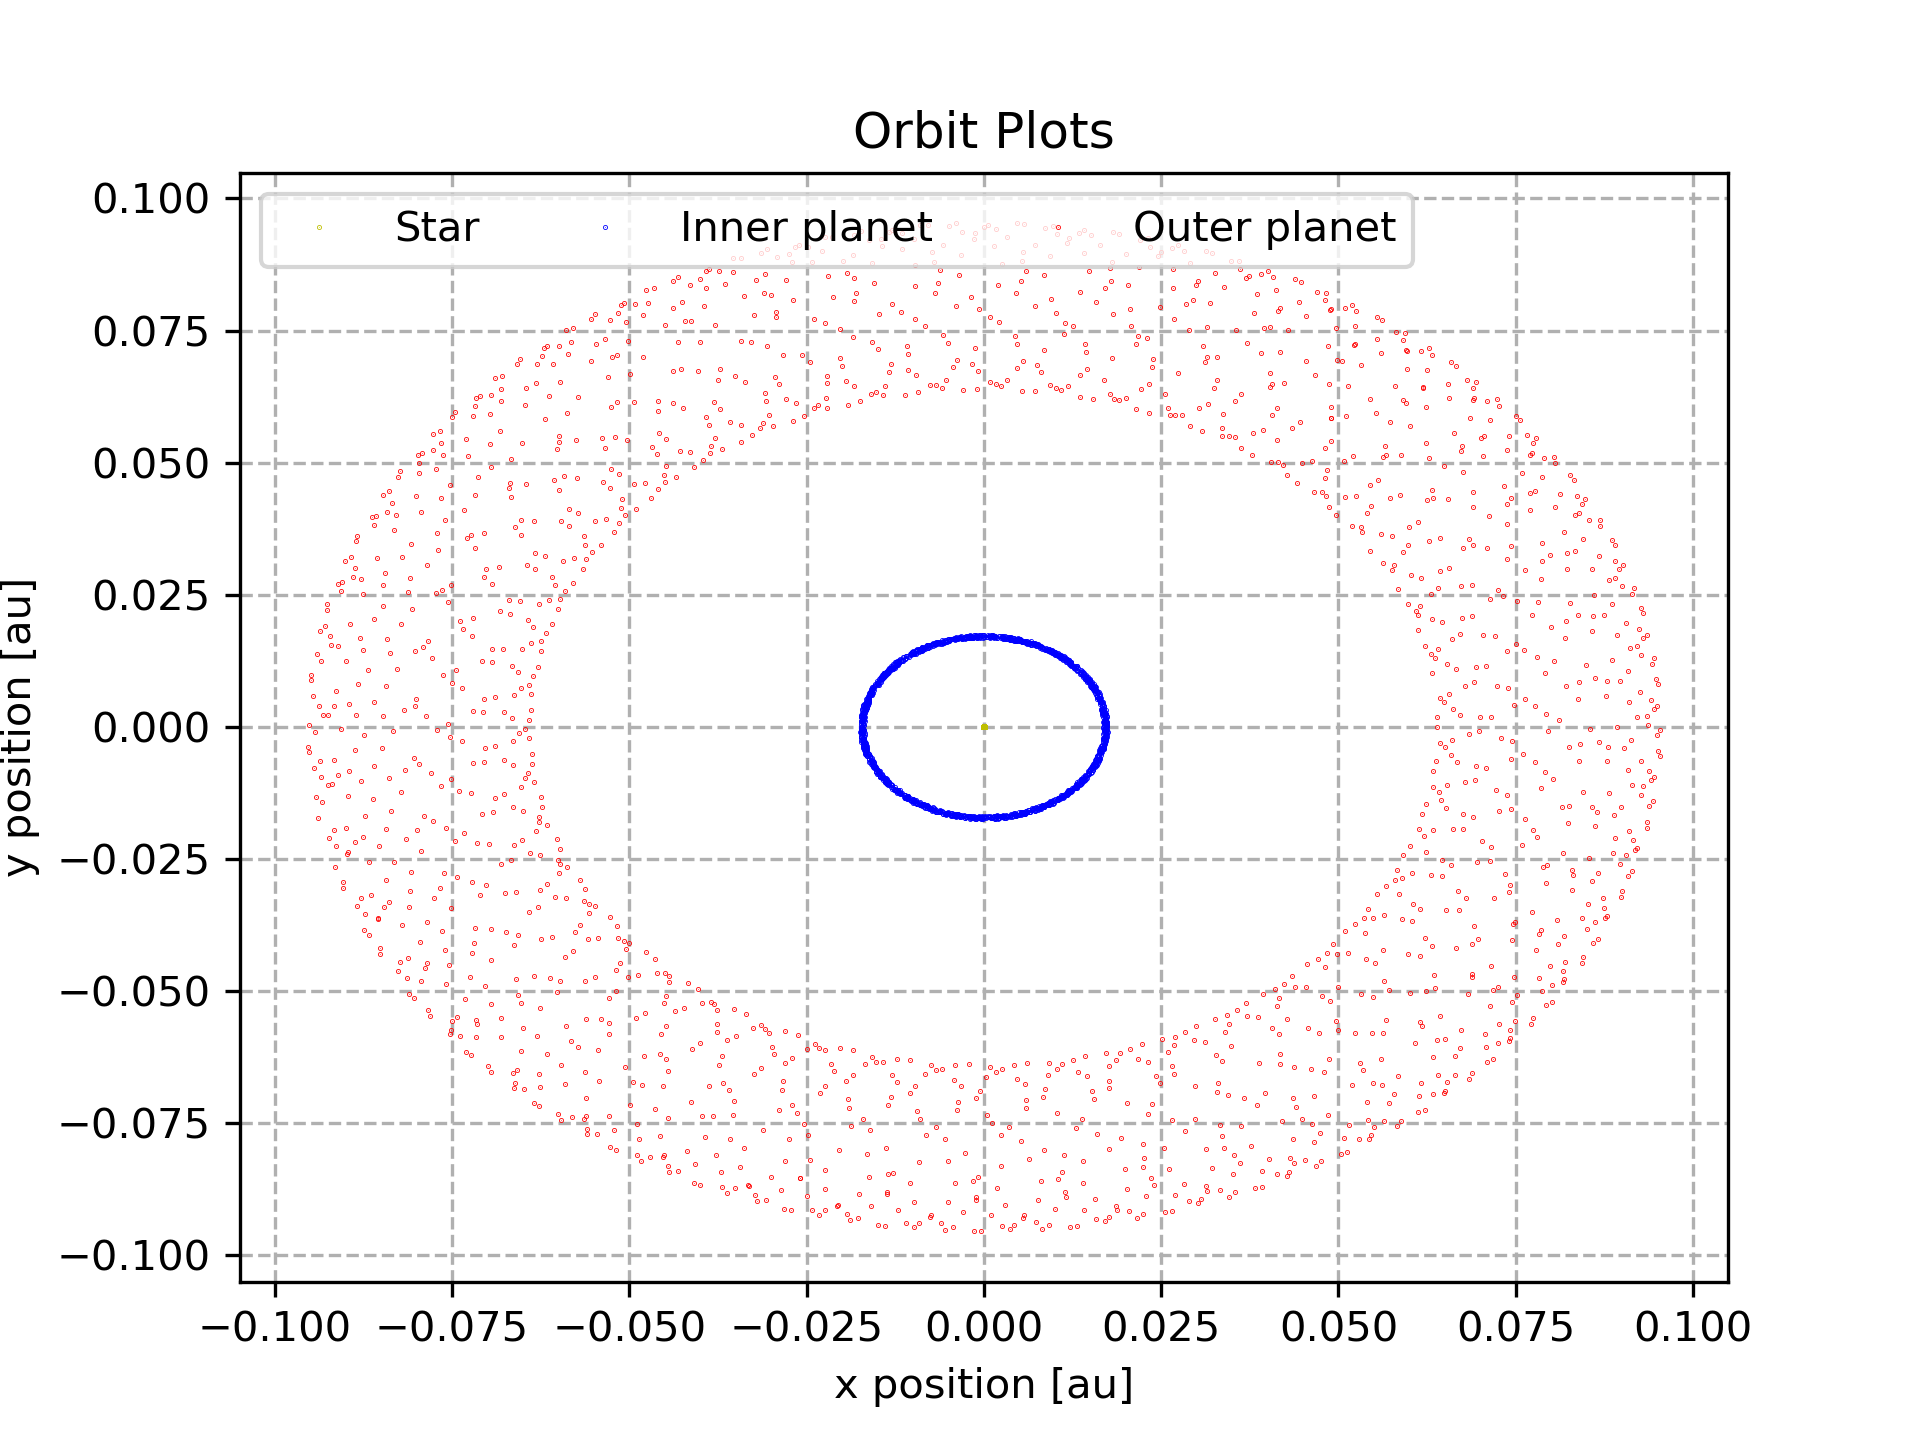 Orbit Plots
Star Inner planet Outer planet
0.100
0.075
0.050
0.025
0.000
−0.025
−0.050
−0.075
−0.100
y position [au]
−0.100 −0.075 −0.050 −0.025 0.000 0.025 0.050 0.075 0.100
x position [au]